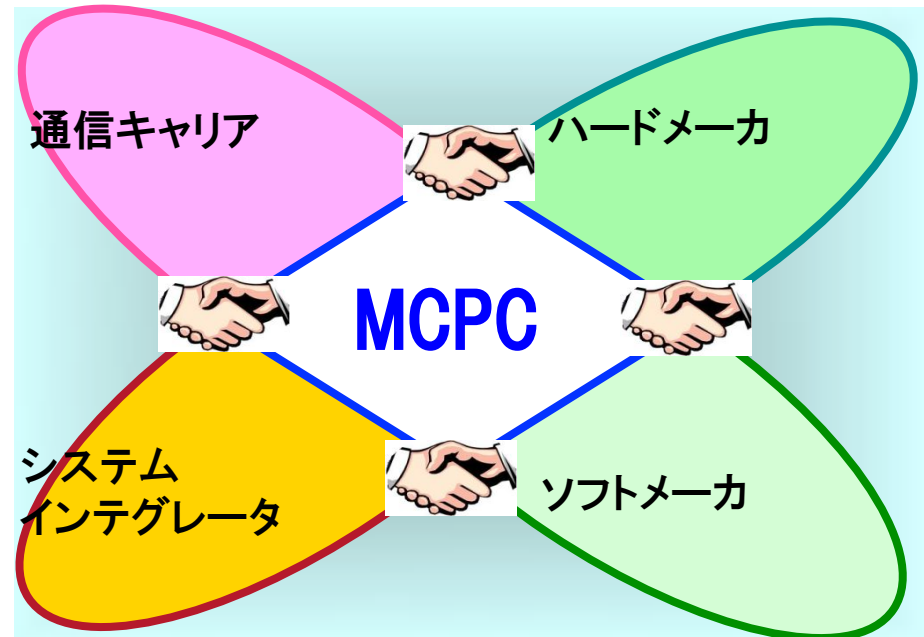 通信キャリア
ハードメーカ
MCPC
システム
インテグレータ
ソフトメーカ